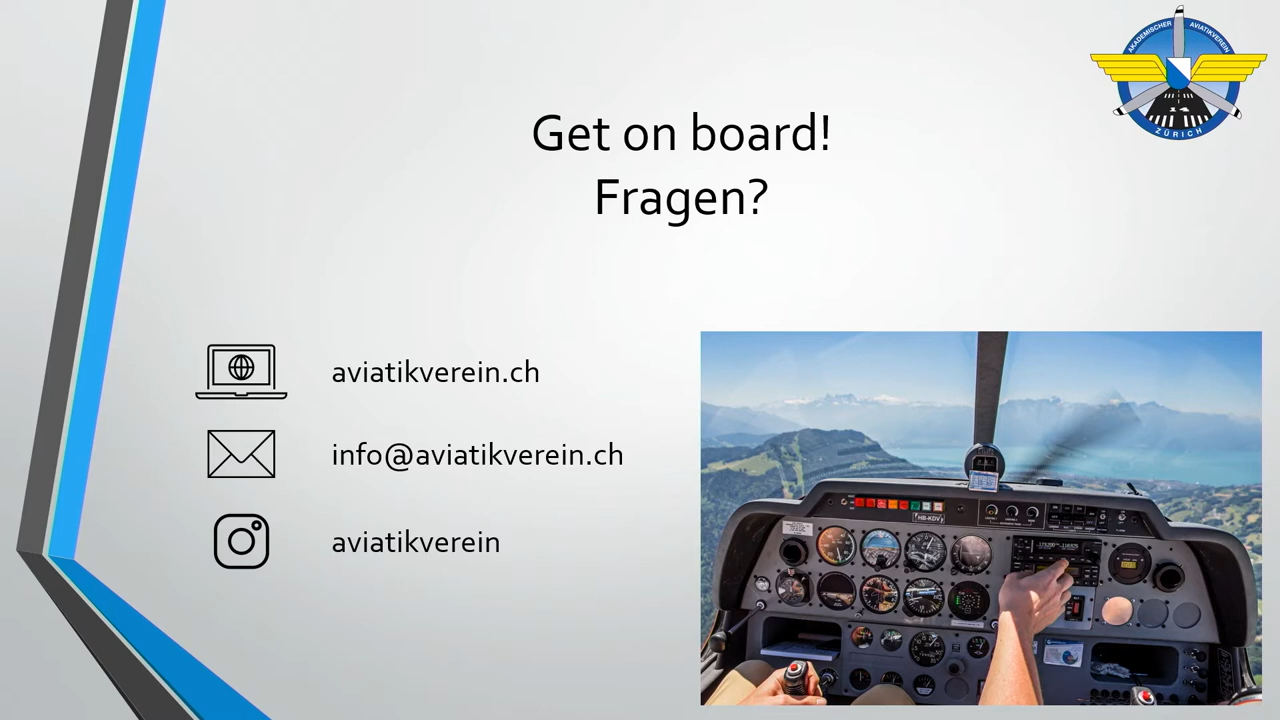 AKADEMISCHER AVIATIKVEREIN
ZÜRICH
Get on board!
Fragen?
aviatikverein.ch
info@aviatikverein.ch
aviatikverein
HB-KDV